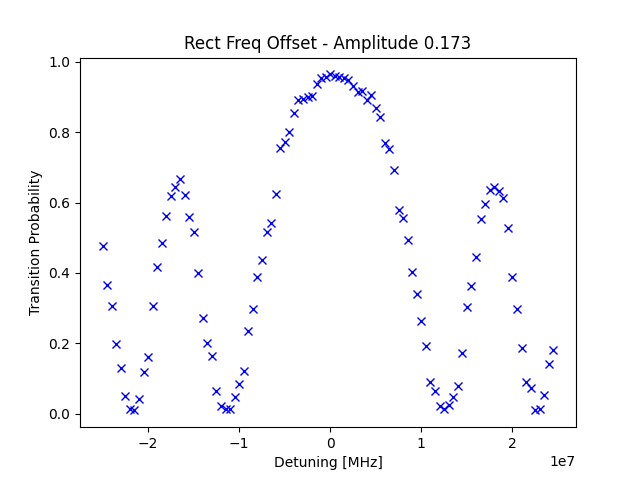 Rect Freq Offset - Amplitude 0.173
1.0
0.8
0.6
0.4
0.2
0.0
Transition Probability
−2
−1
0
1
2
1e7
Detuning [MHz]